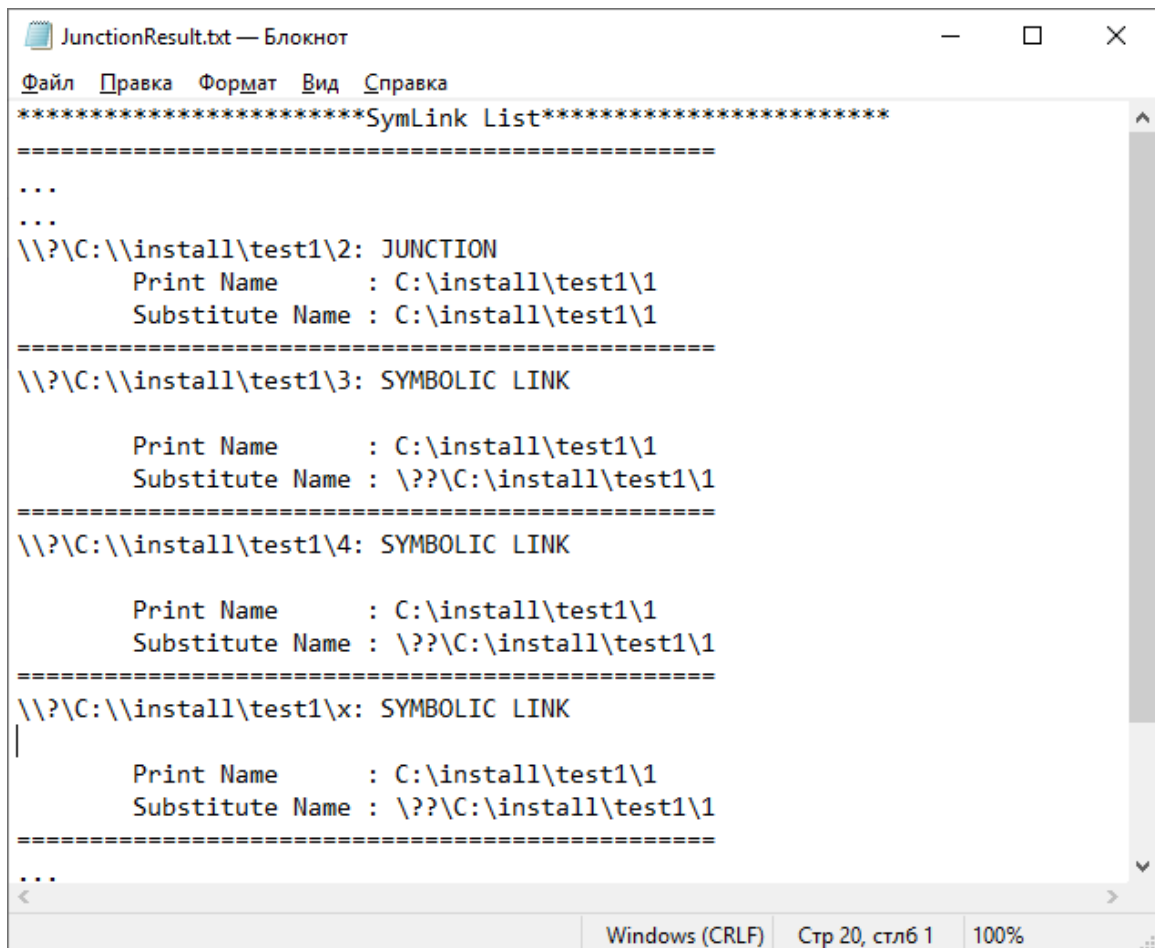 JunctionResult.txt — Блокнот
Файл Правка Формат Вид Справка
************************SymLink List************************
================================================
...
...
\\?\C:\\install\test1\2: JUNCTION
        Print Name      : C:\install\test1\1
        Substitute Name : C:\install\test1\1
================================================
\\?\C:\\install\test1\3: SYMBOLIC LINK

        Print Name      : C:\install\test1\1
        Substitute Name : \??\C:\install\test1\1
================================================
\\?\C:\\install\test1\4: SYMBOLIC LINK

        Print Name      : C:\install\test1\1
        Substitute Name : \??\C:\install\test1\1
================================================
\\?\C:\\install\test1\x: SYMBOLIC LINK

        Print Name      : C:\install\test1\1
        Substitute Name : \??\C:\install\test1\1
================================================
...
Windows (CRLF) Стр 20, стлб 1 100%